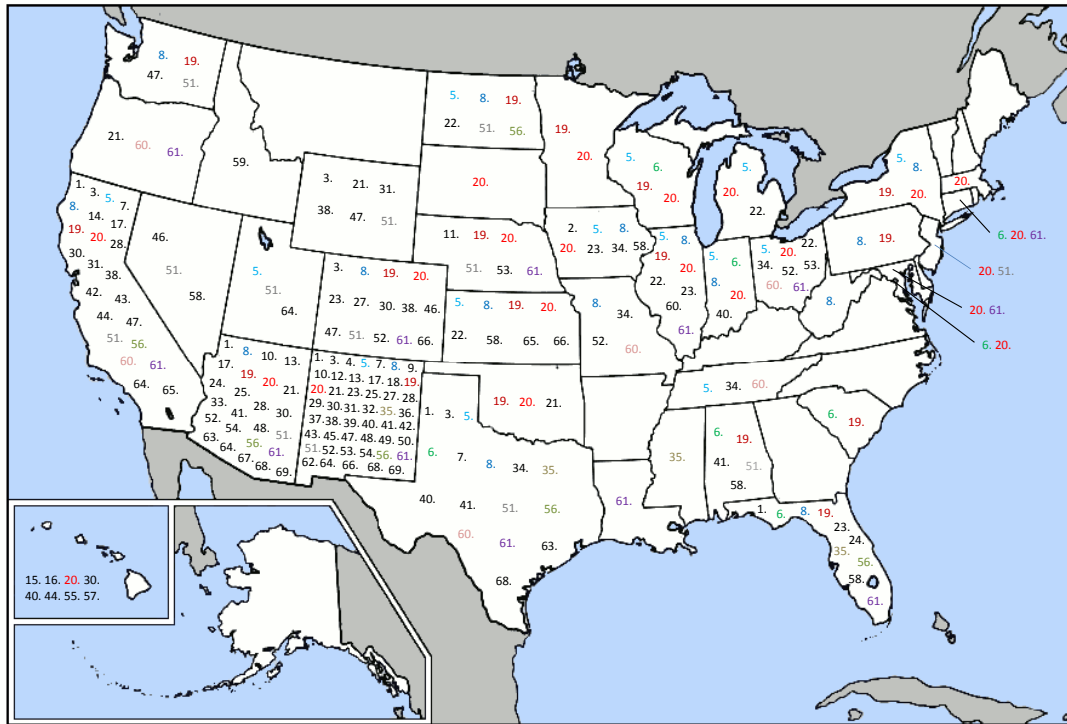 8. 19.
47. 51.
21. 60. 61.
59.
1. 3. 5. 7.
8. 14. 17.
19. 20. 28.
30. 31. 38.
42. 43.
44. 47.
51. 56.
60. 61.
64. 65.
46.
51.
58.
5.
51.
64.
3. 21. 31.
38. 47. 51.
3. 8. 19. 20.
23. 27. 30. 38. 46.
47. 51. 52. 61. 66.
1. 8. 10. 13.
17. 19. 20. 21.
24. 25. 28. 30.
33. 41. 48. 51.
52. 54. 56. 61.
63. 64. 67. 68. 69.
1. 3. 4. 5. 7. 8. 9.
10. 12. 13. 17. 18. 19.
20. 21. 23. 25. 27. 28.
29. 30. 31. 32. 35. 36.
37. 38. 39. 40. 41. 42.
43. 45. 47. 48. 49. 50.
51. 52. 53. 54. 56. 61.
62. 64. 66. 68. 69.
5. 8. 19.
22. 51. 56.
20.
11. 19. 20.
51. 53. 61.
5. 8. 19. 20.
22. 58. 65. 66.
19. 20. 21.
1. 3. 5.
6. 7. 8. 34. 35.
40. 41. 51. 56.
60. 61. 63.
68.
19.
20.
2. 5. 8.
20. 23. 34. 58.
8. 34.
52. 60.
61.
5. 6.
19. 20.
5. 8.
19. 20.
22. 23.
60.
61.
5.
20.
22.
5. 6.
8. 20.
40.
5. 20. 22.
34. 52. 53.
60. 61.
8.
5. 34. 60.
35.
6. 19.
41. 51.
58.
1. 6. 8. 19.
23.
24.
35. 56.
58.
61.
6. 19.
8. 19.
5. 8.
19. 20.
20.
6. 20. 61.
20. 51.
20. 61.
6. 20.
15. 16. 20. 30.
40. 44. 55. 57.